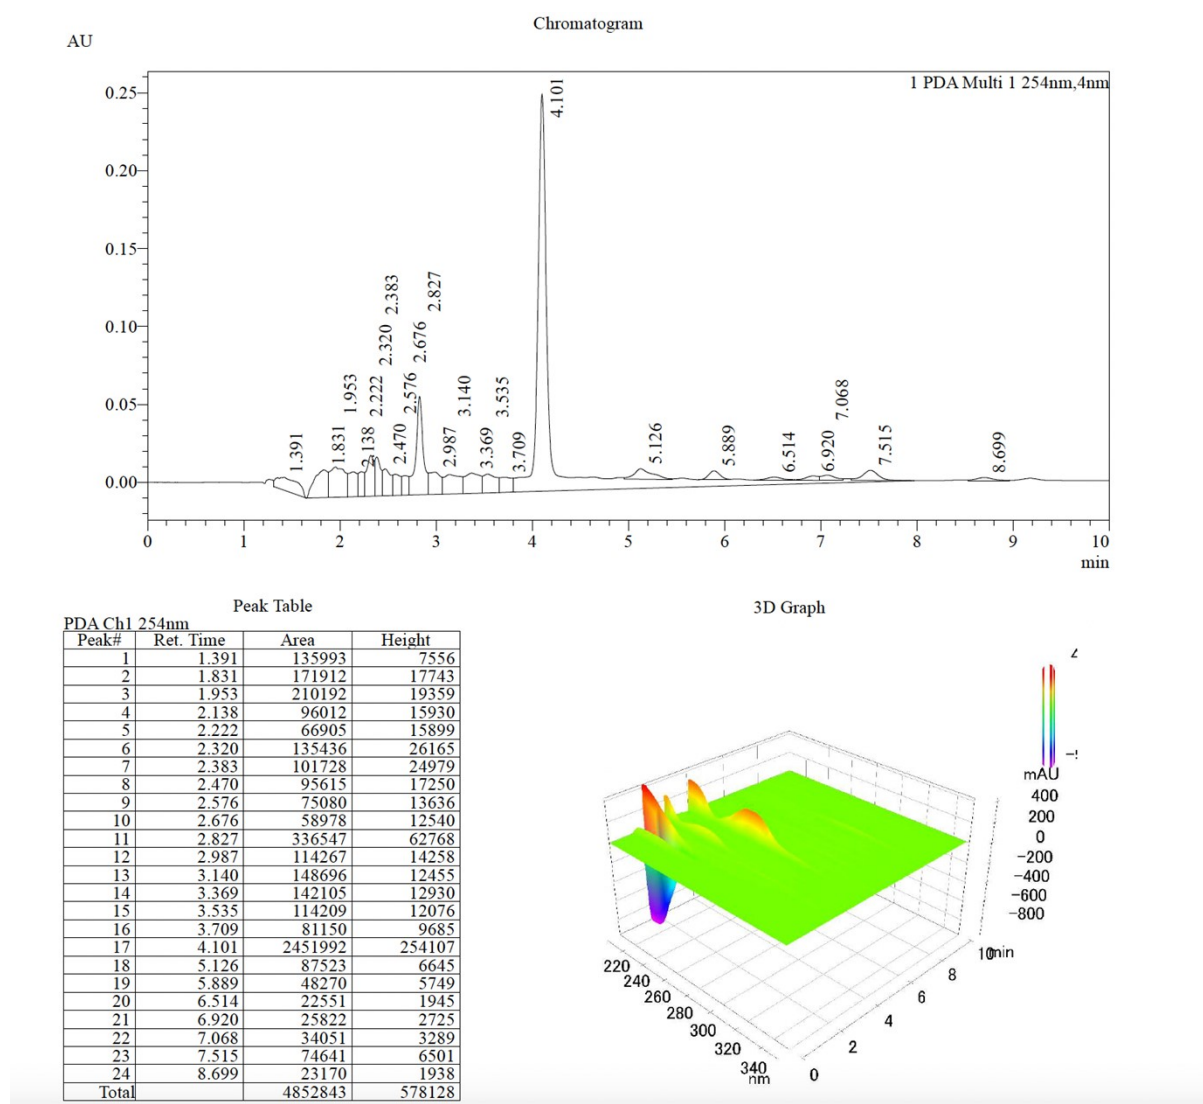 Chromatogram
AU
1 PDA Multi 1 254nm,4nm
0.25
0.20
0.15
0.10
0.05
0.00
1.391
1.831
1.953
2.138
2.222
2.320
2.383
2.470
2.576
2.676
2.827
2.987
3.140
3.369
3.535
3.709
4.101
5.126
5.889
6.514
6.920
7.068
7.515
8.699
0 1 2 3 4 5 6 7 8 9 10
min
Peak Table
PDA Ch1 254nm
Peak# Ret. Time Area Height
1 1.391 135993 7556
2 1.831 171912 17743
3 1.953 210192 19359
4 2.138 96012 15930
5 2.222 66905 15899
6 2.320 135436 26165
7 2.383 101728 24979
8 2.470 95615 17250
9 2.576 75080 13636
10 2.676 58978 12540
11 2.827 336547 62768
12 2.987 114267 14258
13 3.140 148696 12455
14 3.369 142105 12930
15 3.535 114209 12076
16 3.709 81150 9685
17 4.101 2451992 254107
18 5.126 87523 6645
19 5.889 48270 5749
20 6.514 22551 1945
21 6.920 25822 2725
22 7.068 34051 3289
23 7.515 74641 6501
24 8.699 23170 1938
Total 4852843 578128
3D Graph
mAU
400
200
0
-200
-400
-600
-800
220
240
260
280
300
320
340
nm
0
2
4
6
8
10
min